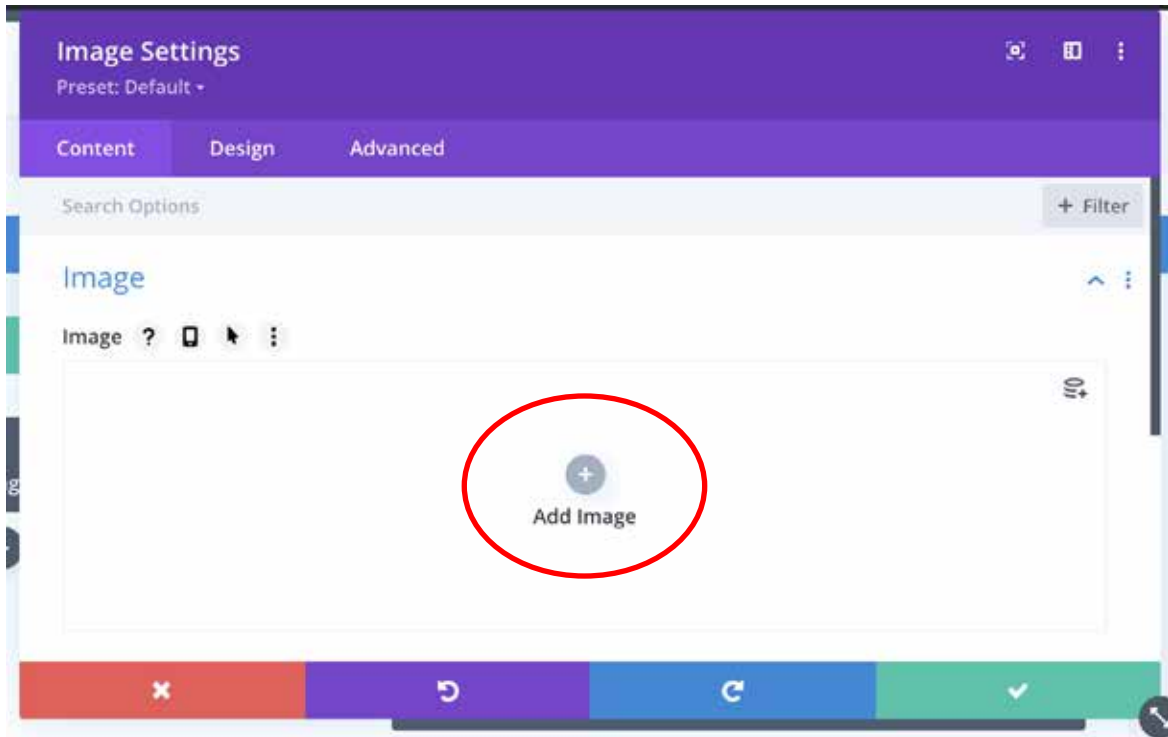 Image Settings
Preset: Default
Content Design Advanced
Search Options + Filter
Image
Image ?
Add Image
g